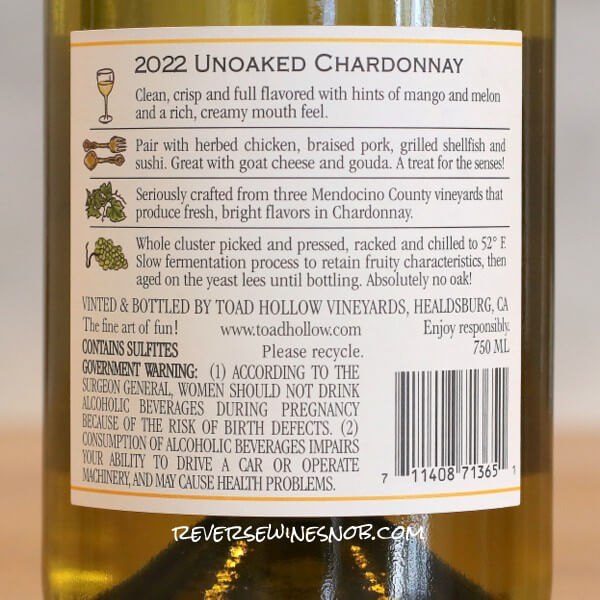 2022 UNOAKED CHARDONNAY
Clean, crisp and full flavored with hints of mango and melon
and a rich, creamy mouth feel.
Pair with herbed chicken, braised pork, grilled shellfish and
sushi. Great with goat cheese and gouda. A treat for the senses!
Seriously crafted from three Mendocino County vineyards that
produce fresh, bright flavors in Chardonnay.
Whole cluster picked and pressed, racked and chilled to 52° F.
Slow fermentation process to retain fruity characteristics, then
aged on the yeast lees until bottling. Absolutely no oak!
VINTED & BOTTLED BY TOAD HOLLOW VINEYARDS, HEALDSBURG, CA
The fine art of fun! www.toadhollow.com Enjoy responsibly.
CONTAINS SULFITES Please recycle. 750 ML
GOVERNMENT WARNING: (1) ACCORDING TO THE
SURGEON GENERAL, WOMEN SHOULD NOT DRINK
ALCOHOLIC BEVERAGES DURING PREGNANCY
BECAUSE OF THE RISK OF BIRTH DEFECTS. (2)
CONSUMPTION OF ALCOHOLIC BEVERAGES IMPAIRS
YOUR ABILITY TO DRIVE A CAR OR OPERATE
MACHINERY, AND MAY CAUSE HEALTH PROBLEMS.
7 11408 71365 1
REVERSEWINESNOB.COM